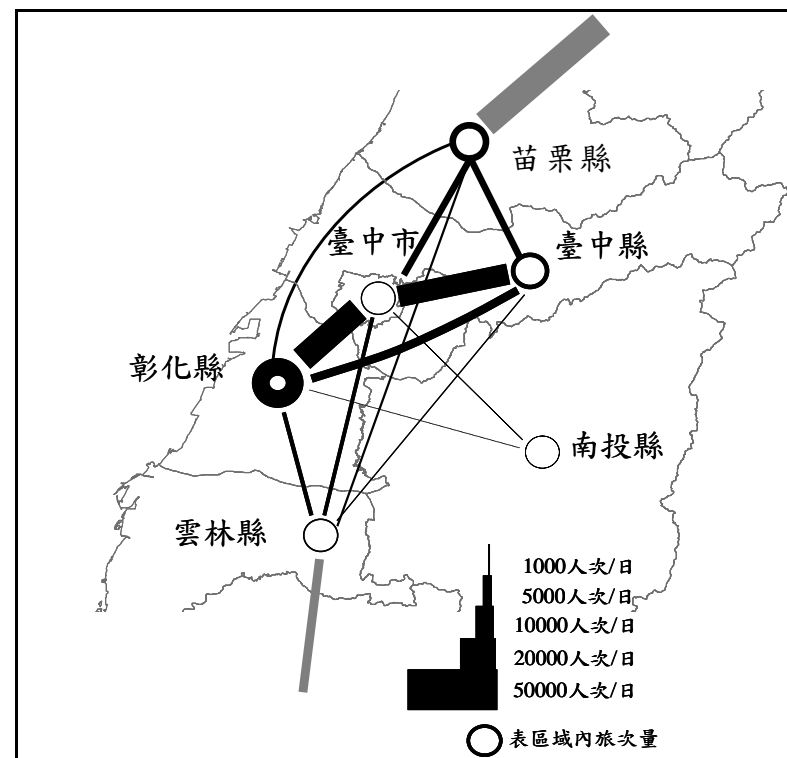 苗栗縣
臺中市
臺中縣
彰化縣
南投縣
雲林縣
1000人次/日
5000人次/日
10000人次/日
20000人次/日
50000人次/日
表區域內旅次量